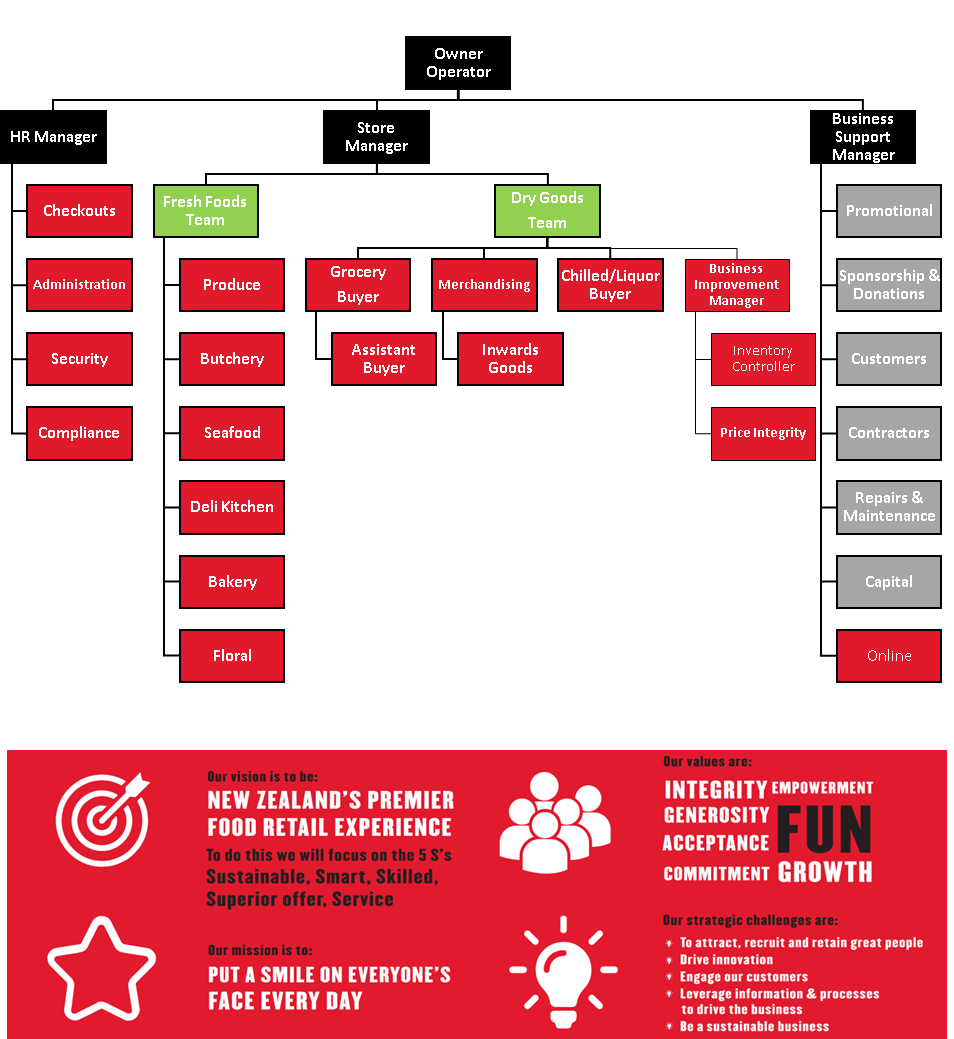 Owner
Operator
HR Manager
Store
Manager
Business
Support
Manager
Checkouts
Administration
Security
Compliance
Fresh Foods
Team
Produce
Butchery
Seafood
Deli Kitchen
Bakery
Floral
Dry Goods
Team
Grocery
Buyer
Assistant
Buyer
Merchandising
Inwards
Goods
Chilled/Liquor
Buyer
Business
Improvement
Manager
Inventory
Controller
Price Integrity
Promotional
Sponsorship &
Donations
Customers
Contractors
Repairs &
Maintenance
Capital
Online
Our vision is to be:
NEW ZEALAND'S PREMIER
FOOD RETAIL EXPERIENCE
To do this we will focus on the 5 S's
Sustainable, Smart, Skilled,
Superior offer, Service
Our mission is to:
PUT A SMILE ON EVERYONE'S
FACE EVERY DAY
Our values are:
INTEGRITY EMPOWERMENT
GENEROSITY
ACCEPTANCE FUN
COMMITMENT GROWTH
Our strategic challenges are:
To attract, recruit and retain great people
Drive innovation
Engage our customers
Leverage information & processes
to drive the business
Be a sustainable business